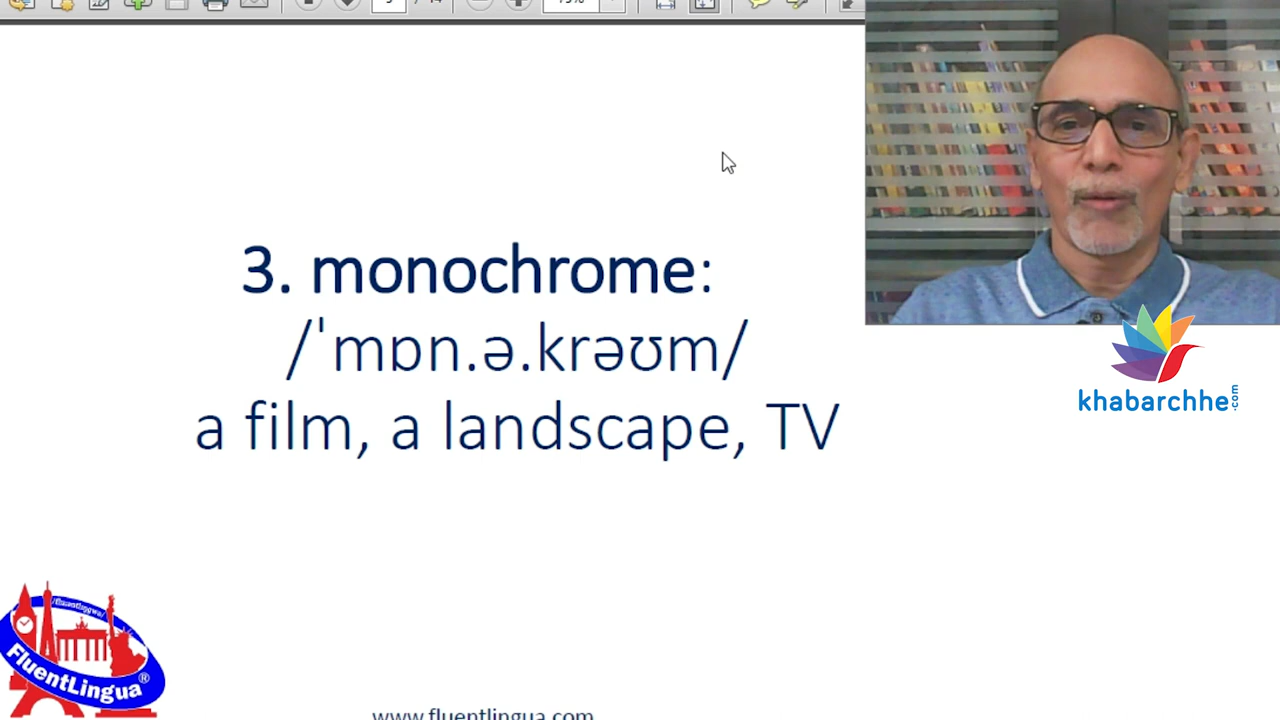 3. monochrome:
/ˈmɒn.ə.krəʊm/
a film, a landscape, TV
khabarchhe.com
FluentLingua®
www.fluentlingua.com